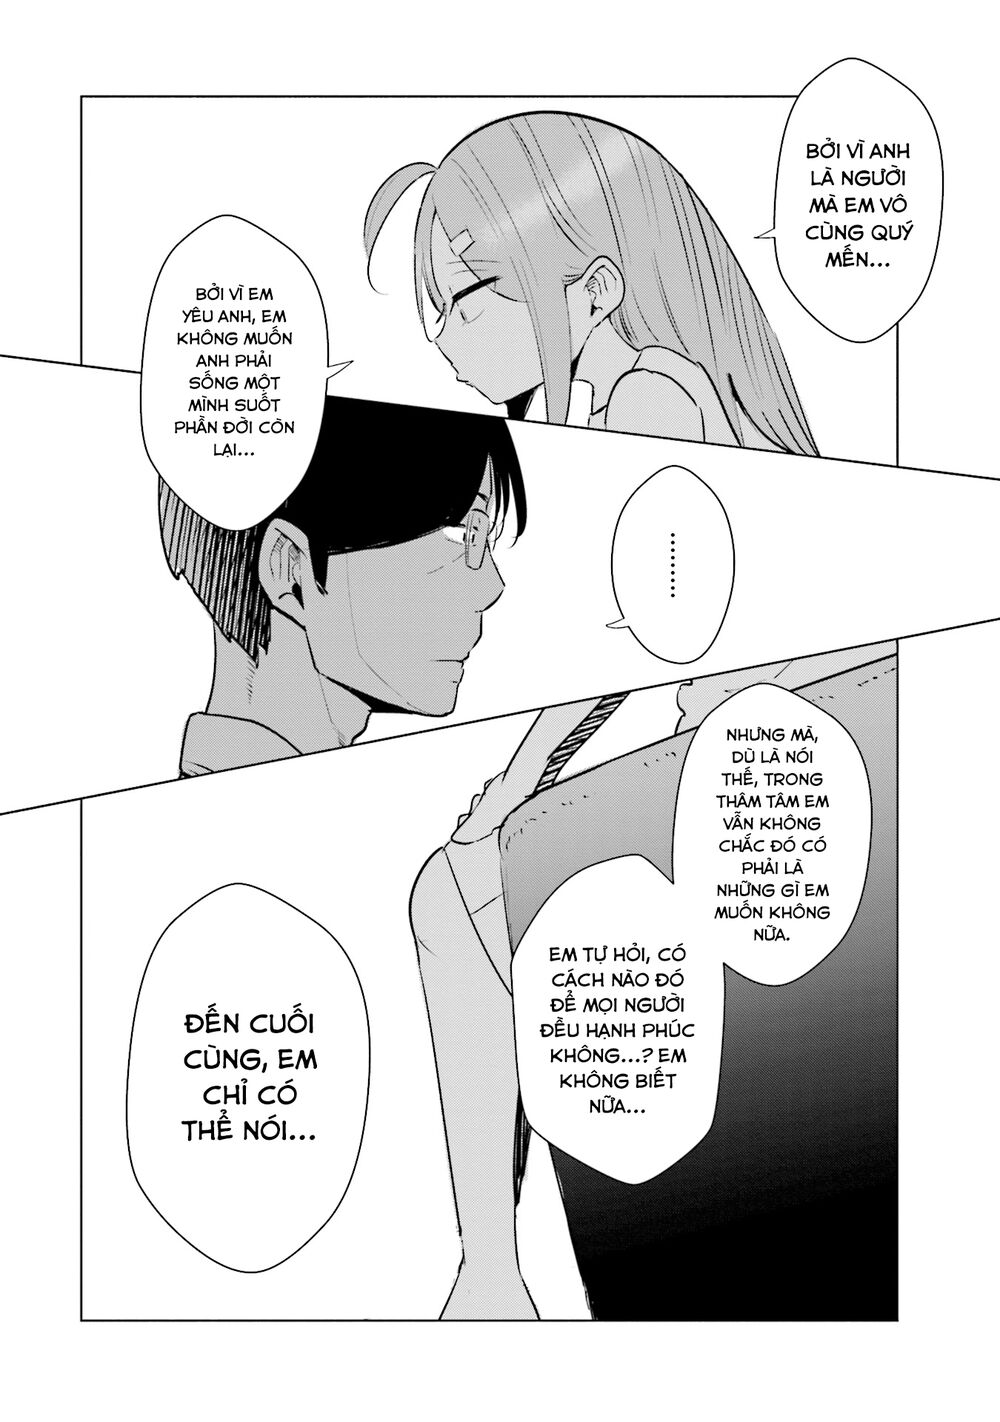 BỞI VÌ ANH
LÀ NGƯỜI
MÀ EM VÔ
CÙNG QUÝ
MẾN...
BỞI VÌ EM
YÊU ANH, EM
KHÔNG MUỐN
ANH PHẢI
SỐNG MỘT
MÌNH SUỐT
PHẦN ĐỜI CÒN
LẠI...
.........
NHƯNG MÀ,
DÙ LÀ NÓI
THẾ, TRONG
THÂM TÂM EM
VẪN KHÔNG
CHẮC ĐÓ CÓ
PHẢI LÀ
NHỮNG GÌ EM
MUỐN KHÔNG
NỮA.
EM TỰ HỎI, CÓ
CÁCH NÀO ĐÓ
ĐỂ MỌI NGƯỜI
ĐỀU HẠNH PHÚC
KHÔNG...? EM
KHÔNG BIẾT
NỮA...
ĐẾN CUỐI
CÙNG, EM
CHỈ CÓ
THỂ NÓI...